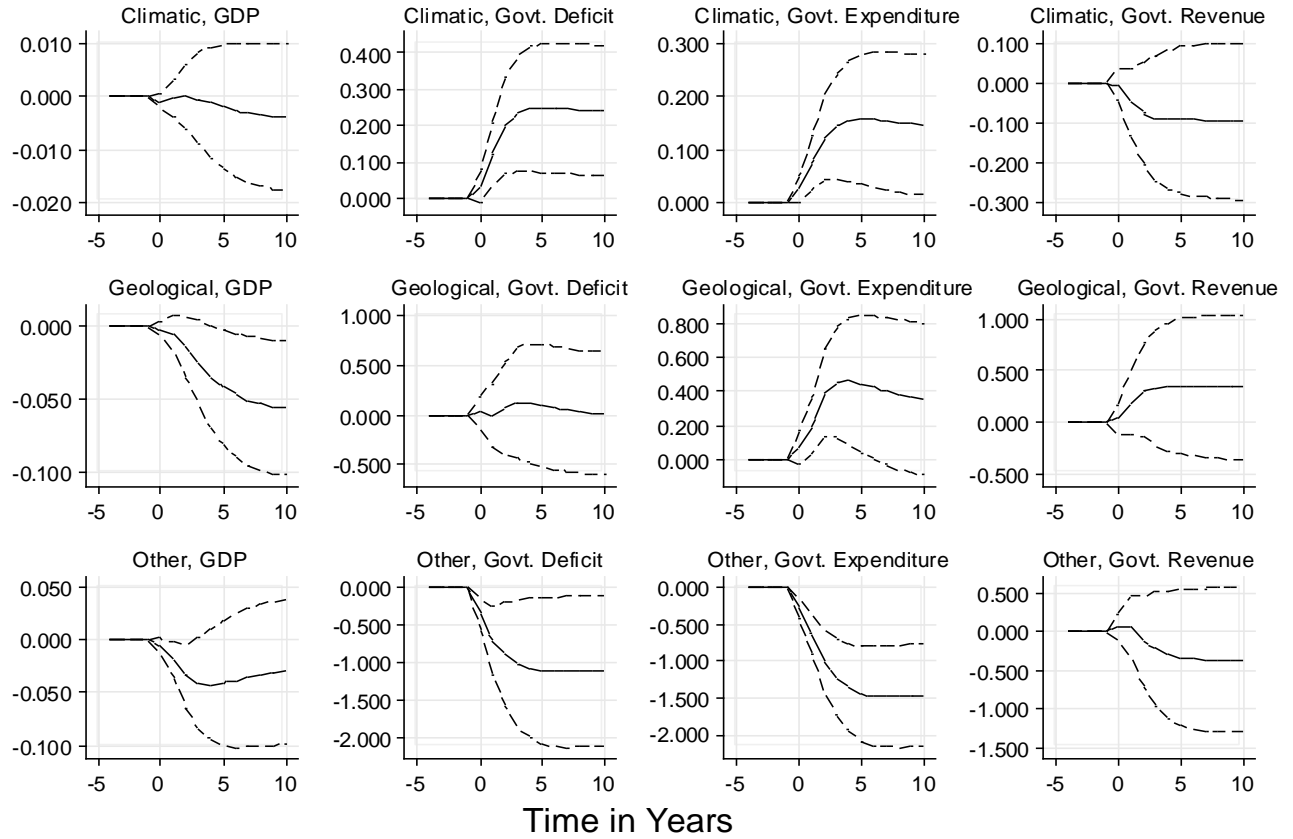 Climatic, GDP Climatic, Govt. Deficit Climatic, Govt. Expenditure Climatic, Govt. Revenue
0.010 0.400 0.300 0.100
0.000 0.300 0.200 0.000
-0.010 0.200 0.100 -0.100
-0.020 0.100 0.000 -0.200
0.000 -0.300
-5 0 5 10 -5 0 5 10 -5 0 5 10 -5 0 5 10
Geological, GDP Geological, Govt. Deficit Geological, Govt. Expenditure Geological, Govt. Revenue
0.000 1.000 0.800 1.000
-0.050 0.500 0.600 0.500
-0.100 0.000 0.400 0.000
-0.500 0.200 -0.500
0.000
-5 0 5 10 -5 0 5 10 -5 0 5 10 -5 0 5 10
Other, GDP Other, Govt. Deficit Other, Govt. Expenditure Other, Govt. Revenue
0.050 0.000 0.000 0.500
0.000 -0.500 -0.500 0.000
-0.050 -1.000 -1.000 -0.500
-0.100 -1.500 -1.500 -1.000
-2.000 -2.000 -1.500
-5 0 5 10 -5 0 5 10 -5 0 5 10 -5 0 5 10
Time in Years